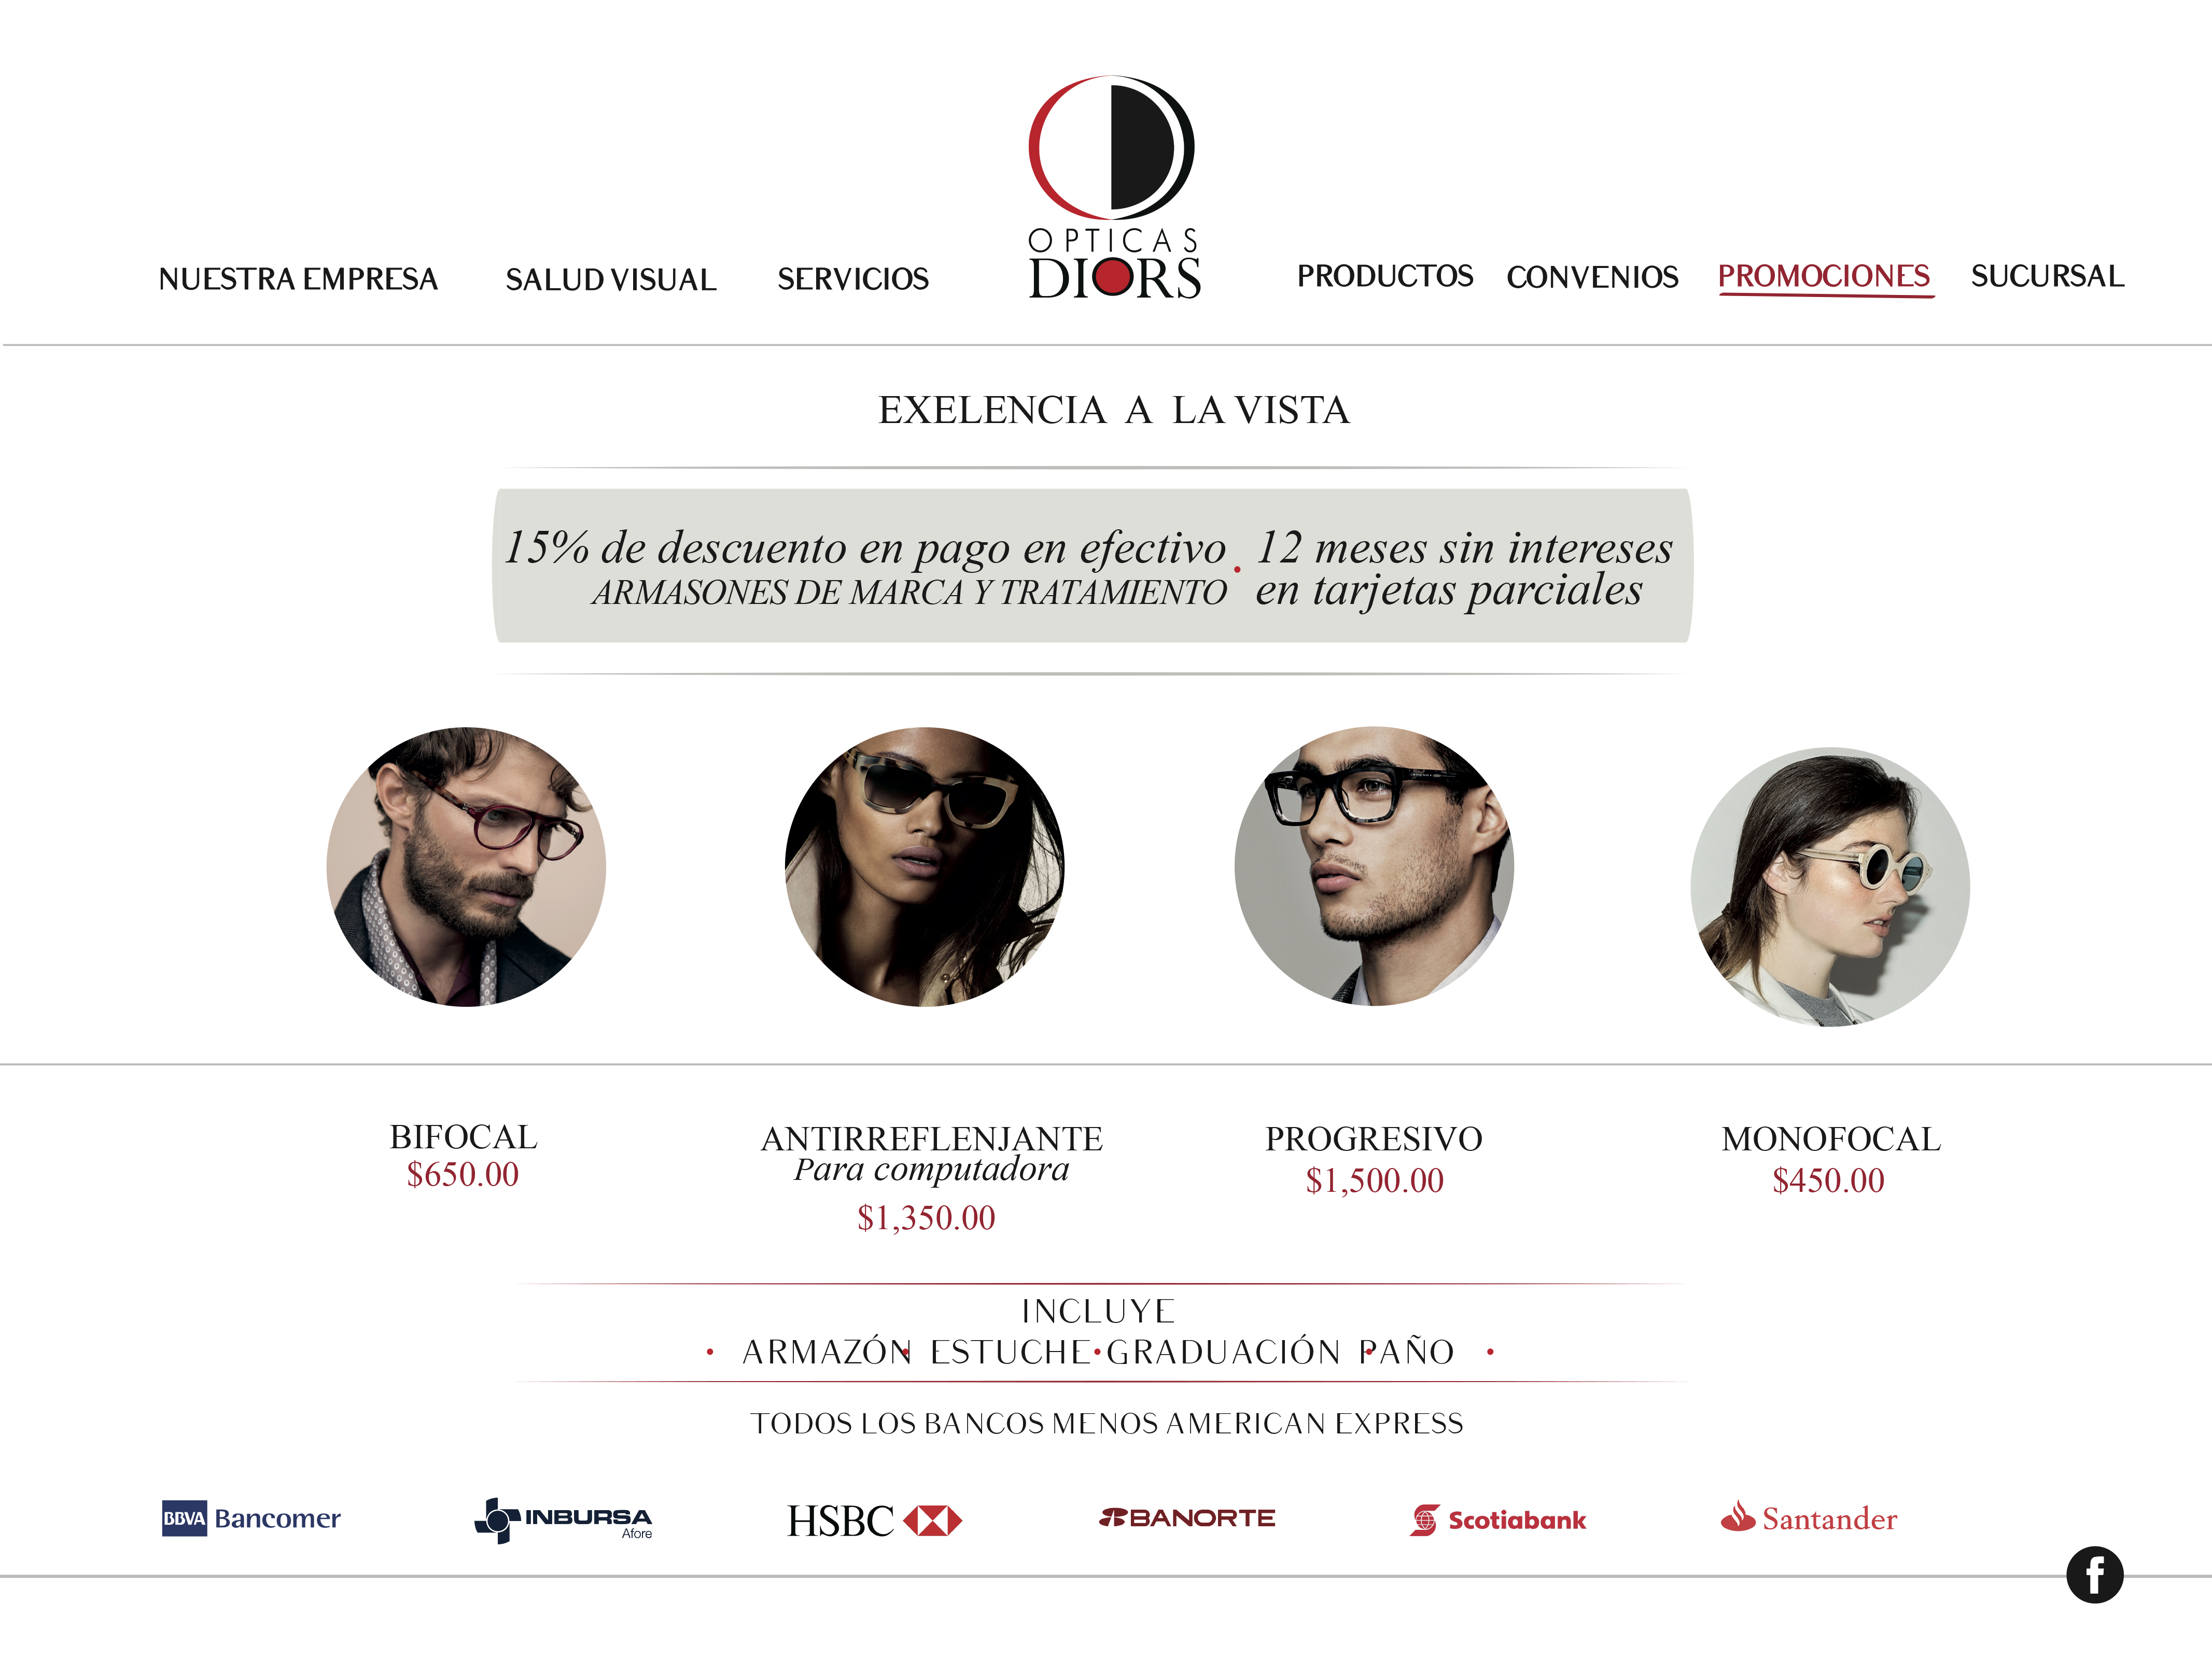 OPTICAS
DIORS
NUESTRA EMPRESA SALUD VISUAL SERVICIOS PRODUCTOS CONVENIOS PROMOCIONES SUCURSAL
EXELENCIA A LA VISTA
15% de descuento en pago en efectivo
ARMASONES DE MARCA Y TRATAMIENTO
12 meses sin intereses
en tarjetas parciales
BIFOCAL
$650.00
ANTIRREFLENJANTE
Para computadora
$1,350.00
PROGRESIVO
$1,500.00
MONOFOCAL
$450.00
INCLUYE
• ARMAZÓN • ESTUCHE • GRADUACIÓN • PAÑO •
TODOS LOS BANCOS MENOS AMERICAN EXPRESS
BBVA Bancomer
INBURSA
Afore
HSBC
BANORTE
Scotiabank
Santander
f